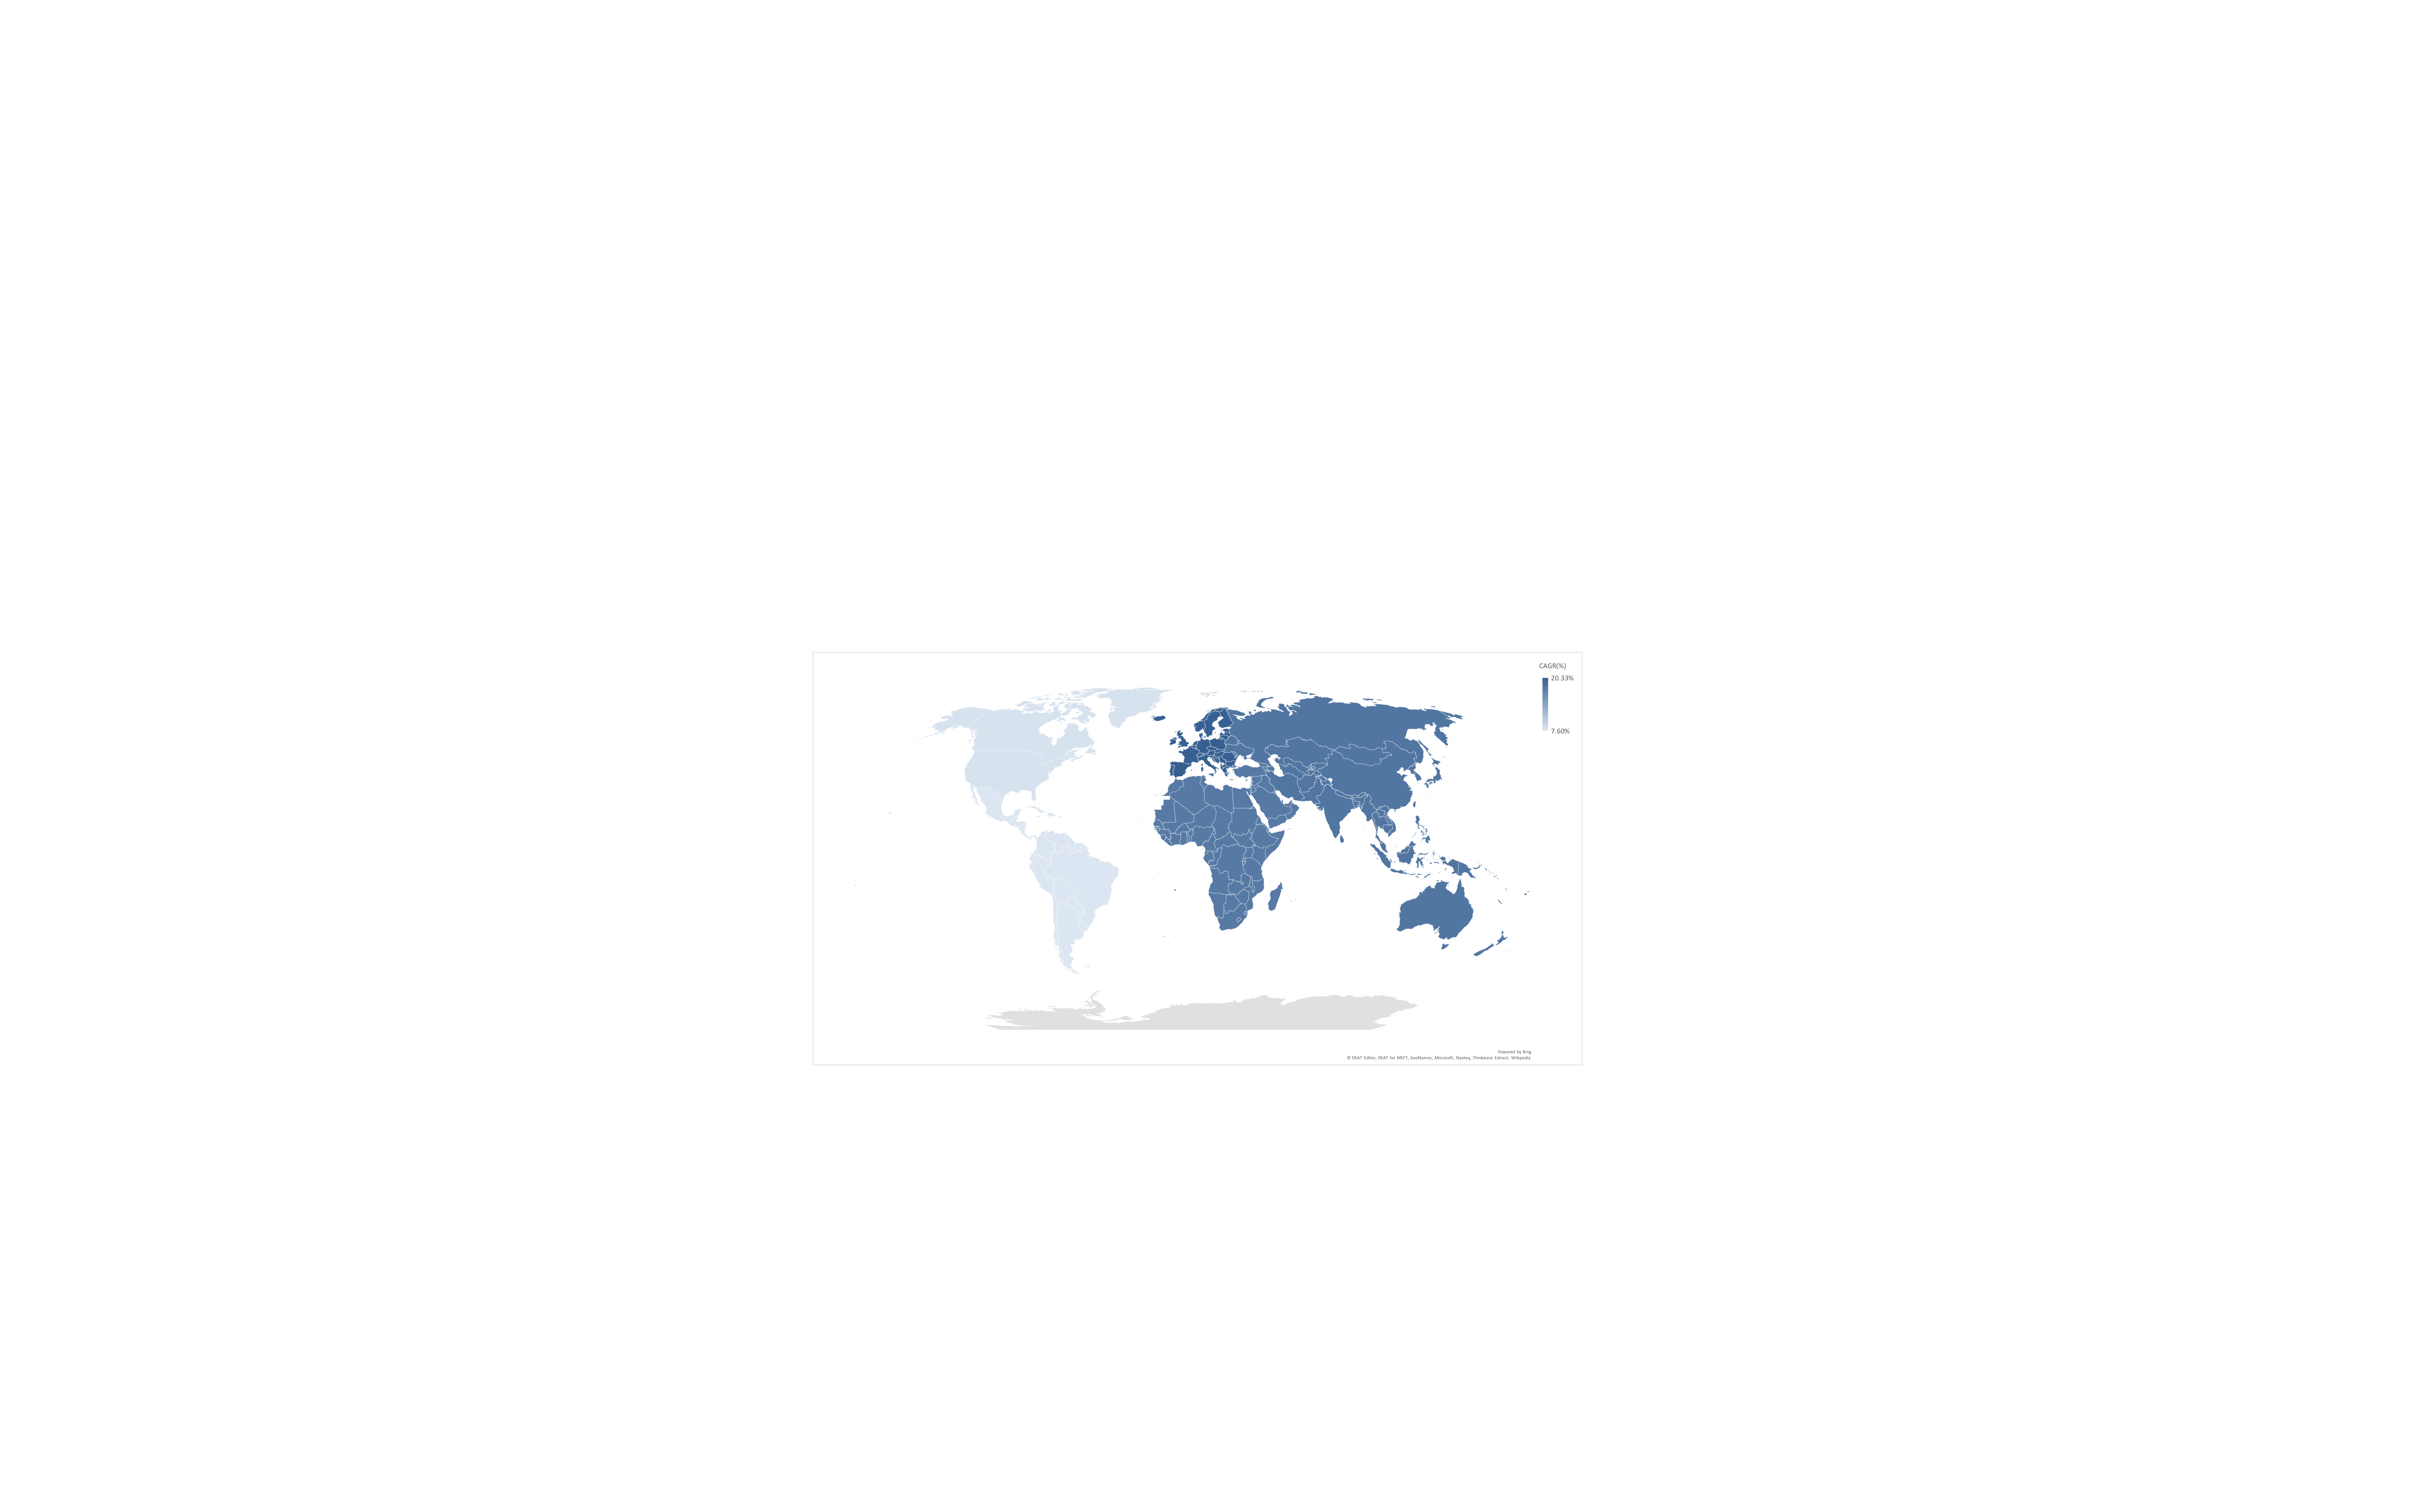 CAGR(%)
20.33%
7.60%
Powered by Bing
© DSAT Editor, DSAT for MSFT, GeoNames, Microsoft, Navteq, Thinkware Extract, Wikipedia